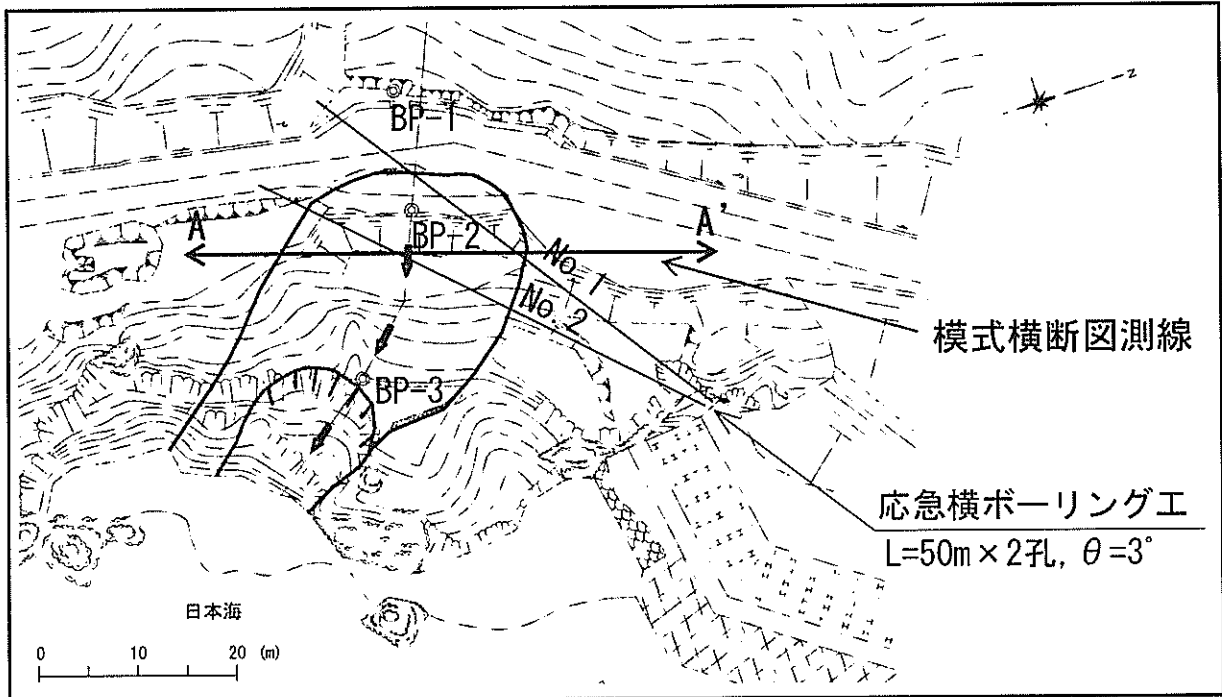 BP-1
N
A
A'
BP-2
No. 1
No. 2
模式横断図測線
BP-3
応急横ボーリング工
L=50m×2孔, θ=3°
日本海
0 10 20 (m)